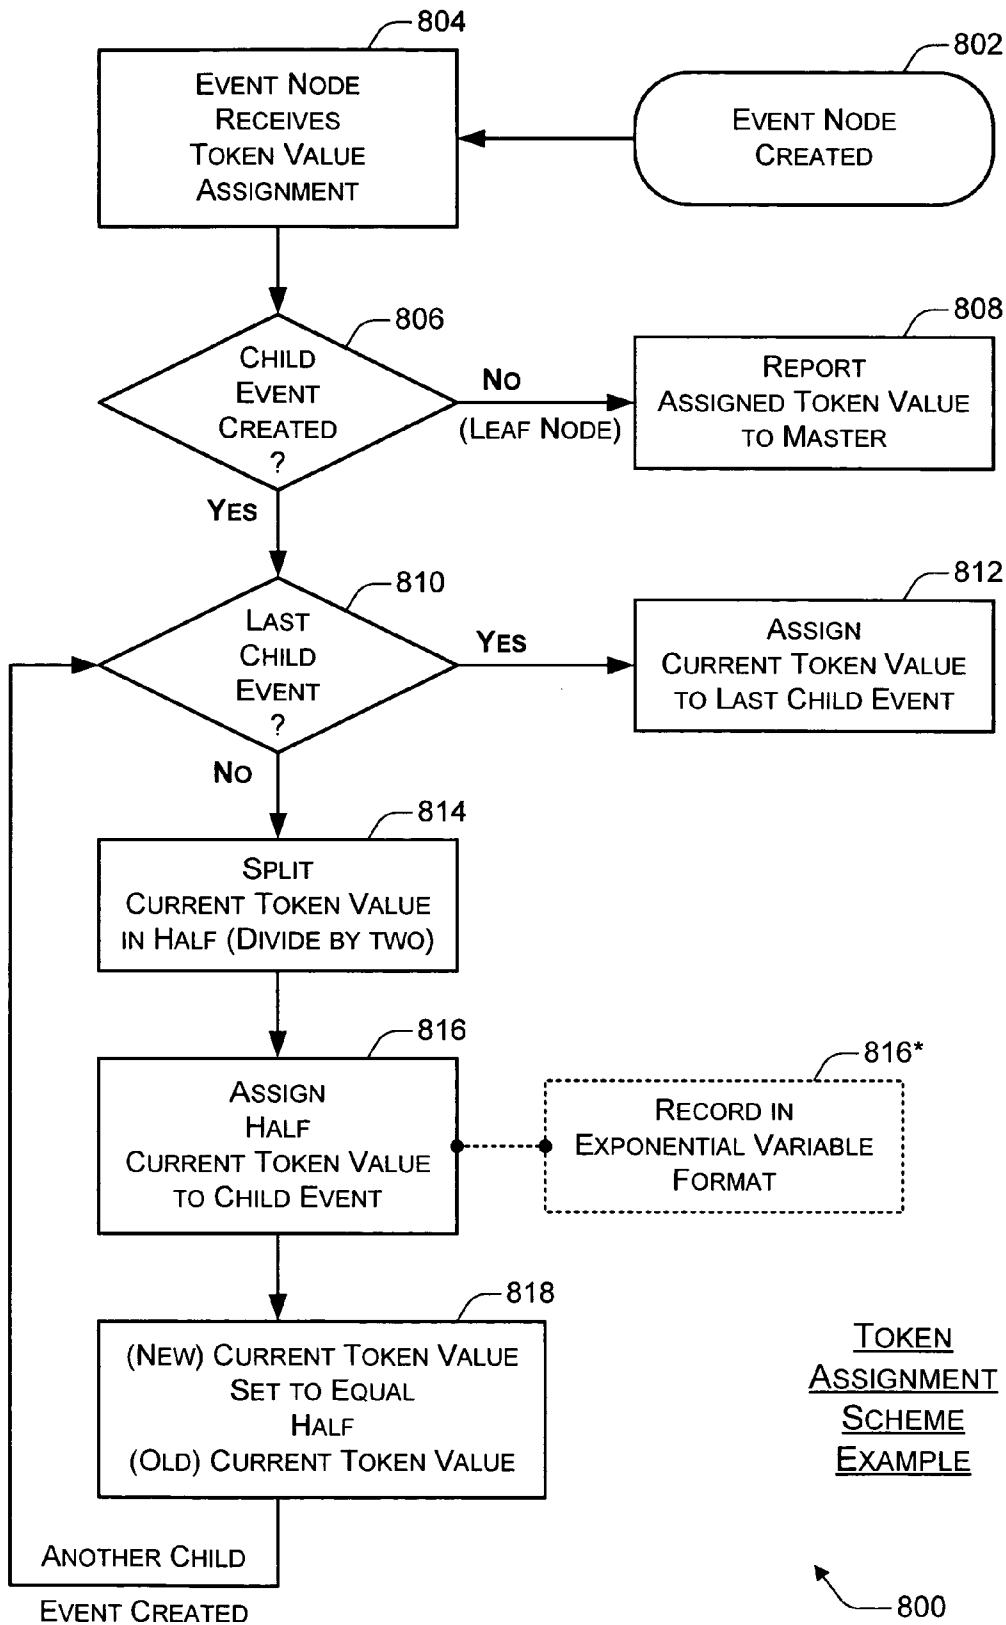 804
EVENT NODE
RECEIVES
TOKEN VALUE
ASSIGNMENT
802
EVENT NODE
CREATED
806
CHILD
EVENT
CREATED
?
NO
(LEAF NODE)
808
REPORT
ASSIGNED TOKEN VALUE
TO MASTER
YES
810
LAST
CHILD
EVENT
?
YES
812
ASSIGN
CURRENT TOKEN VALUE
TO LAST CHILD EVENT
NO
814
SPLIT
CURRENT TOKEN VALUE
IN HALF (DIVIDE BY TWO)
816
ASSIGN
HALF
CURRENT TOKEN VALUE
TO CHILD EVENT
816*
RECORD IN
EXPONENTIAL VARIABLE
FORMAT
818
(NEW) CURRENT TOKEN VALUE
SET TO EQUAL
HALF
(OLD) CURRENT TOKEN VALUE
ANOTHER CHILD
EVENT CREATED
TOKEN
ASSIGNMENT
SCHEME
EXAMPLE
800